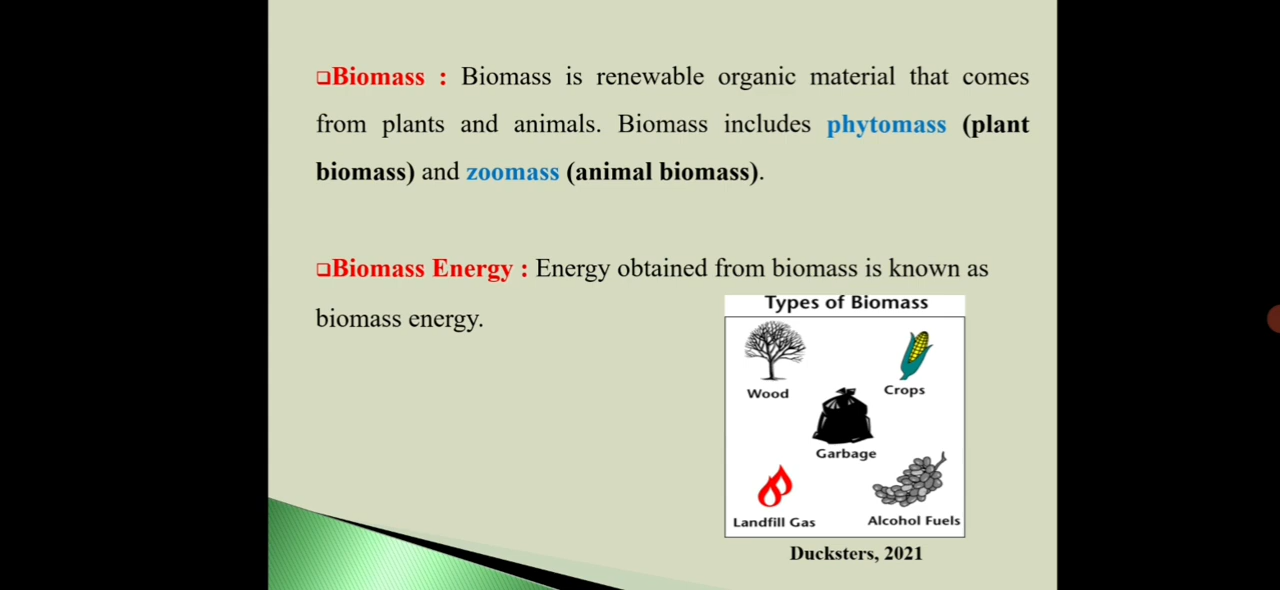 ❑Biomass : Biomass is renewable organic material that comes
from plants and animals. Biomass includes phytomass (plant
biomass) and zoomass (animal biomass).
❑Biomass Energy : Energy obtained from biomass is known as
biomass energy.
Types of Biomass
Wood
Crops
Garbage
Landfill Gas
Alcohol Fuels
Ducksters, 2021